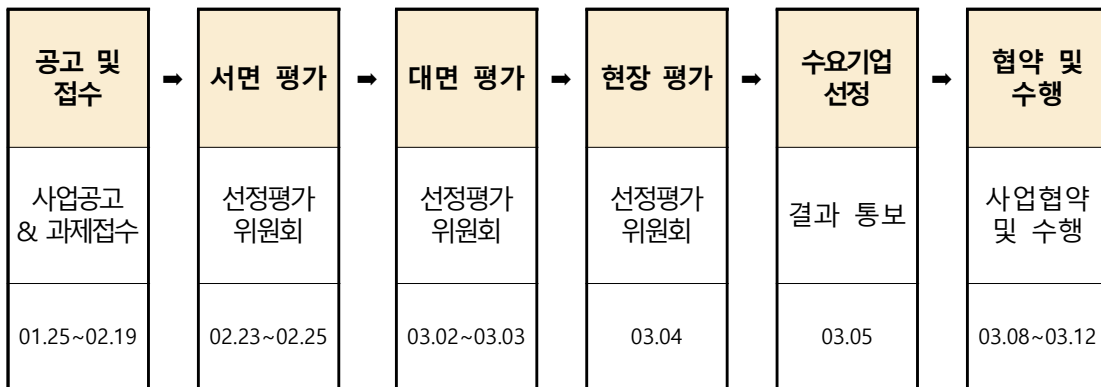 공고 및
접수
➡
서면 평가
➡
대면 평가
➡
현장 평가
➡
수요기업
선정
➡
협약 및
수행
사업공고
& 과제접수
선정평가
위원회
선정평가
위원회
선정평가
위원회
결과 통보
사업협약
및 수행
01.25~02.19
02.23~02.25
03.02~03.03
03.04
03.05
03.08~03.12